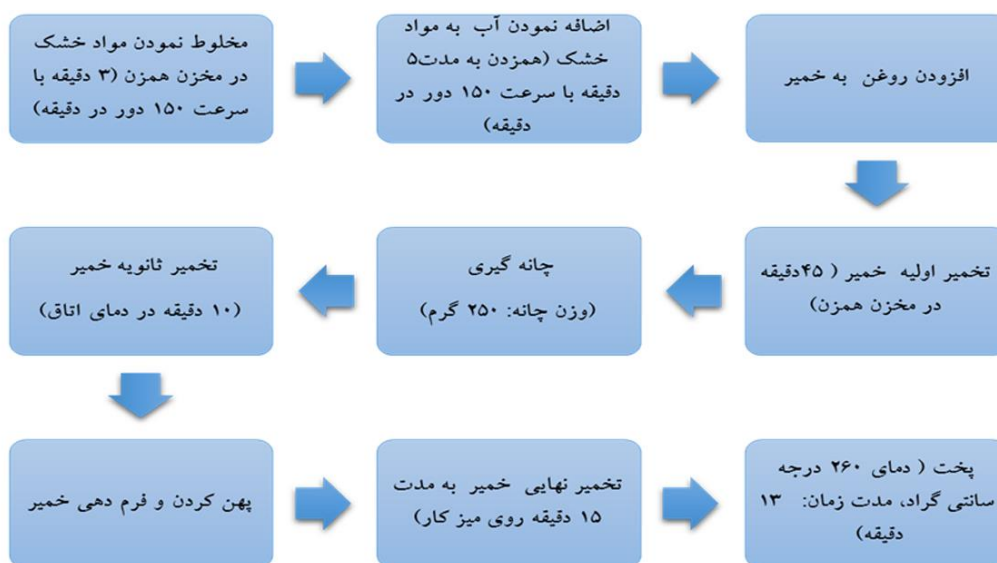 مخلوط نمودن مواد خشک
در مخزن همزن (۳ دقیقه با
سرعت ۱۵۰ دور در دقیقه)
اضافه نمودن آب به مواد
خشک (همزدن به مدت۵
دقیقه با سرعت ۱۵۰ دور در
دقیقه)
افزودن روغن به خمیر
تخمیر اولیه خمیر ( ۴۵دقیقه
در مخزن همزن)
چانه گیری
(وزن چانه: ۲۵۰ گرم)
تخمیر ثانویه خمیر
(۱۰ دقیقه در دمای اتاق)
پهن کردن و فرم دهی خمیر
تخمیر نهایی خمیر به مدت
۱۵ دقیقه روی میز کار)
پخت ( دمای ۲۶۰ درجه
سانتی گراد، مدت زمان: ۱۳
دقیقه)